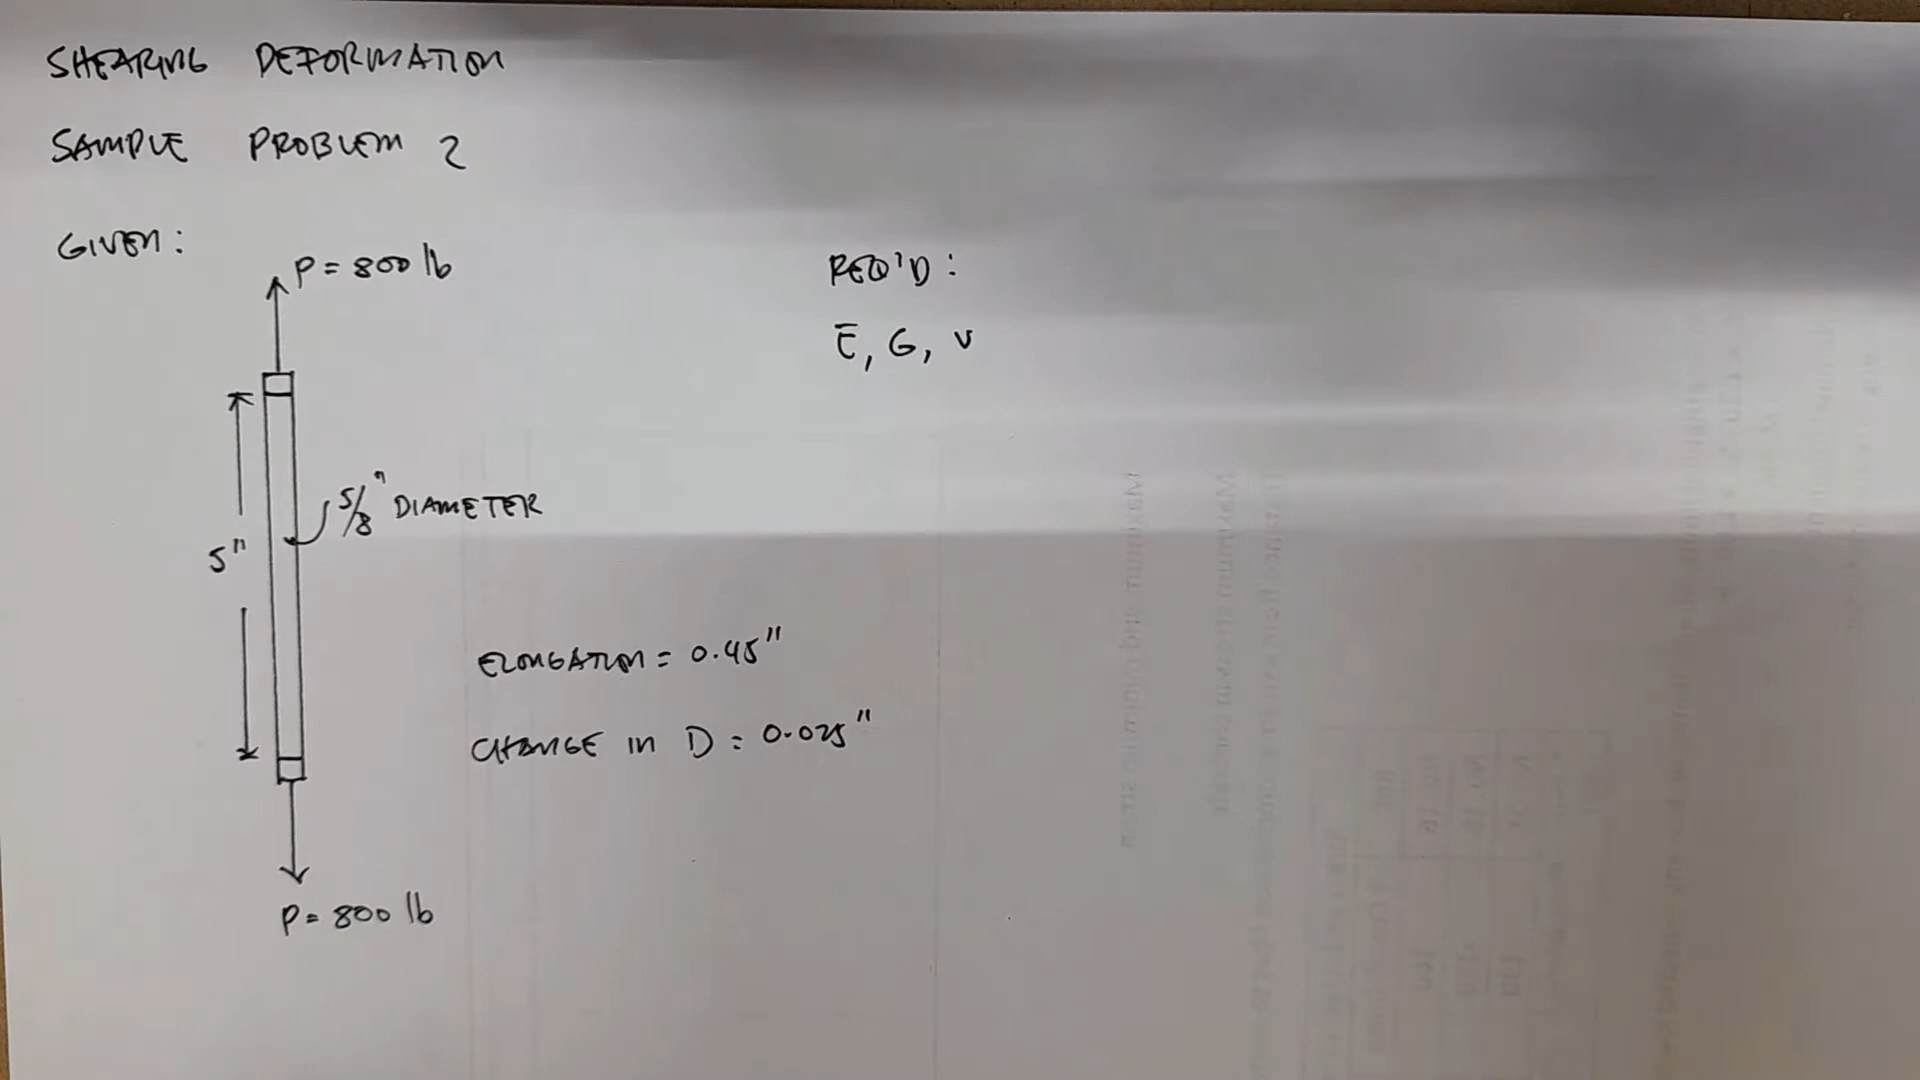 SHEARING DEFORMATION
SAMPLE PROBLEM 2
GIVEN:
P = 800 lb
REQ'D:
E, G, ν
5/8" DIAMETER
5"
ELONGATION = 0.45"
CHANGE IN D = 0.025"
P = 800 lb